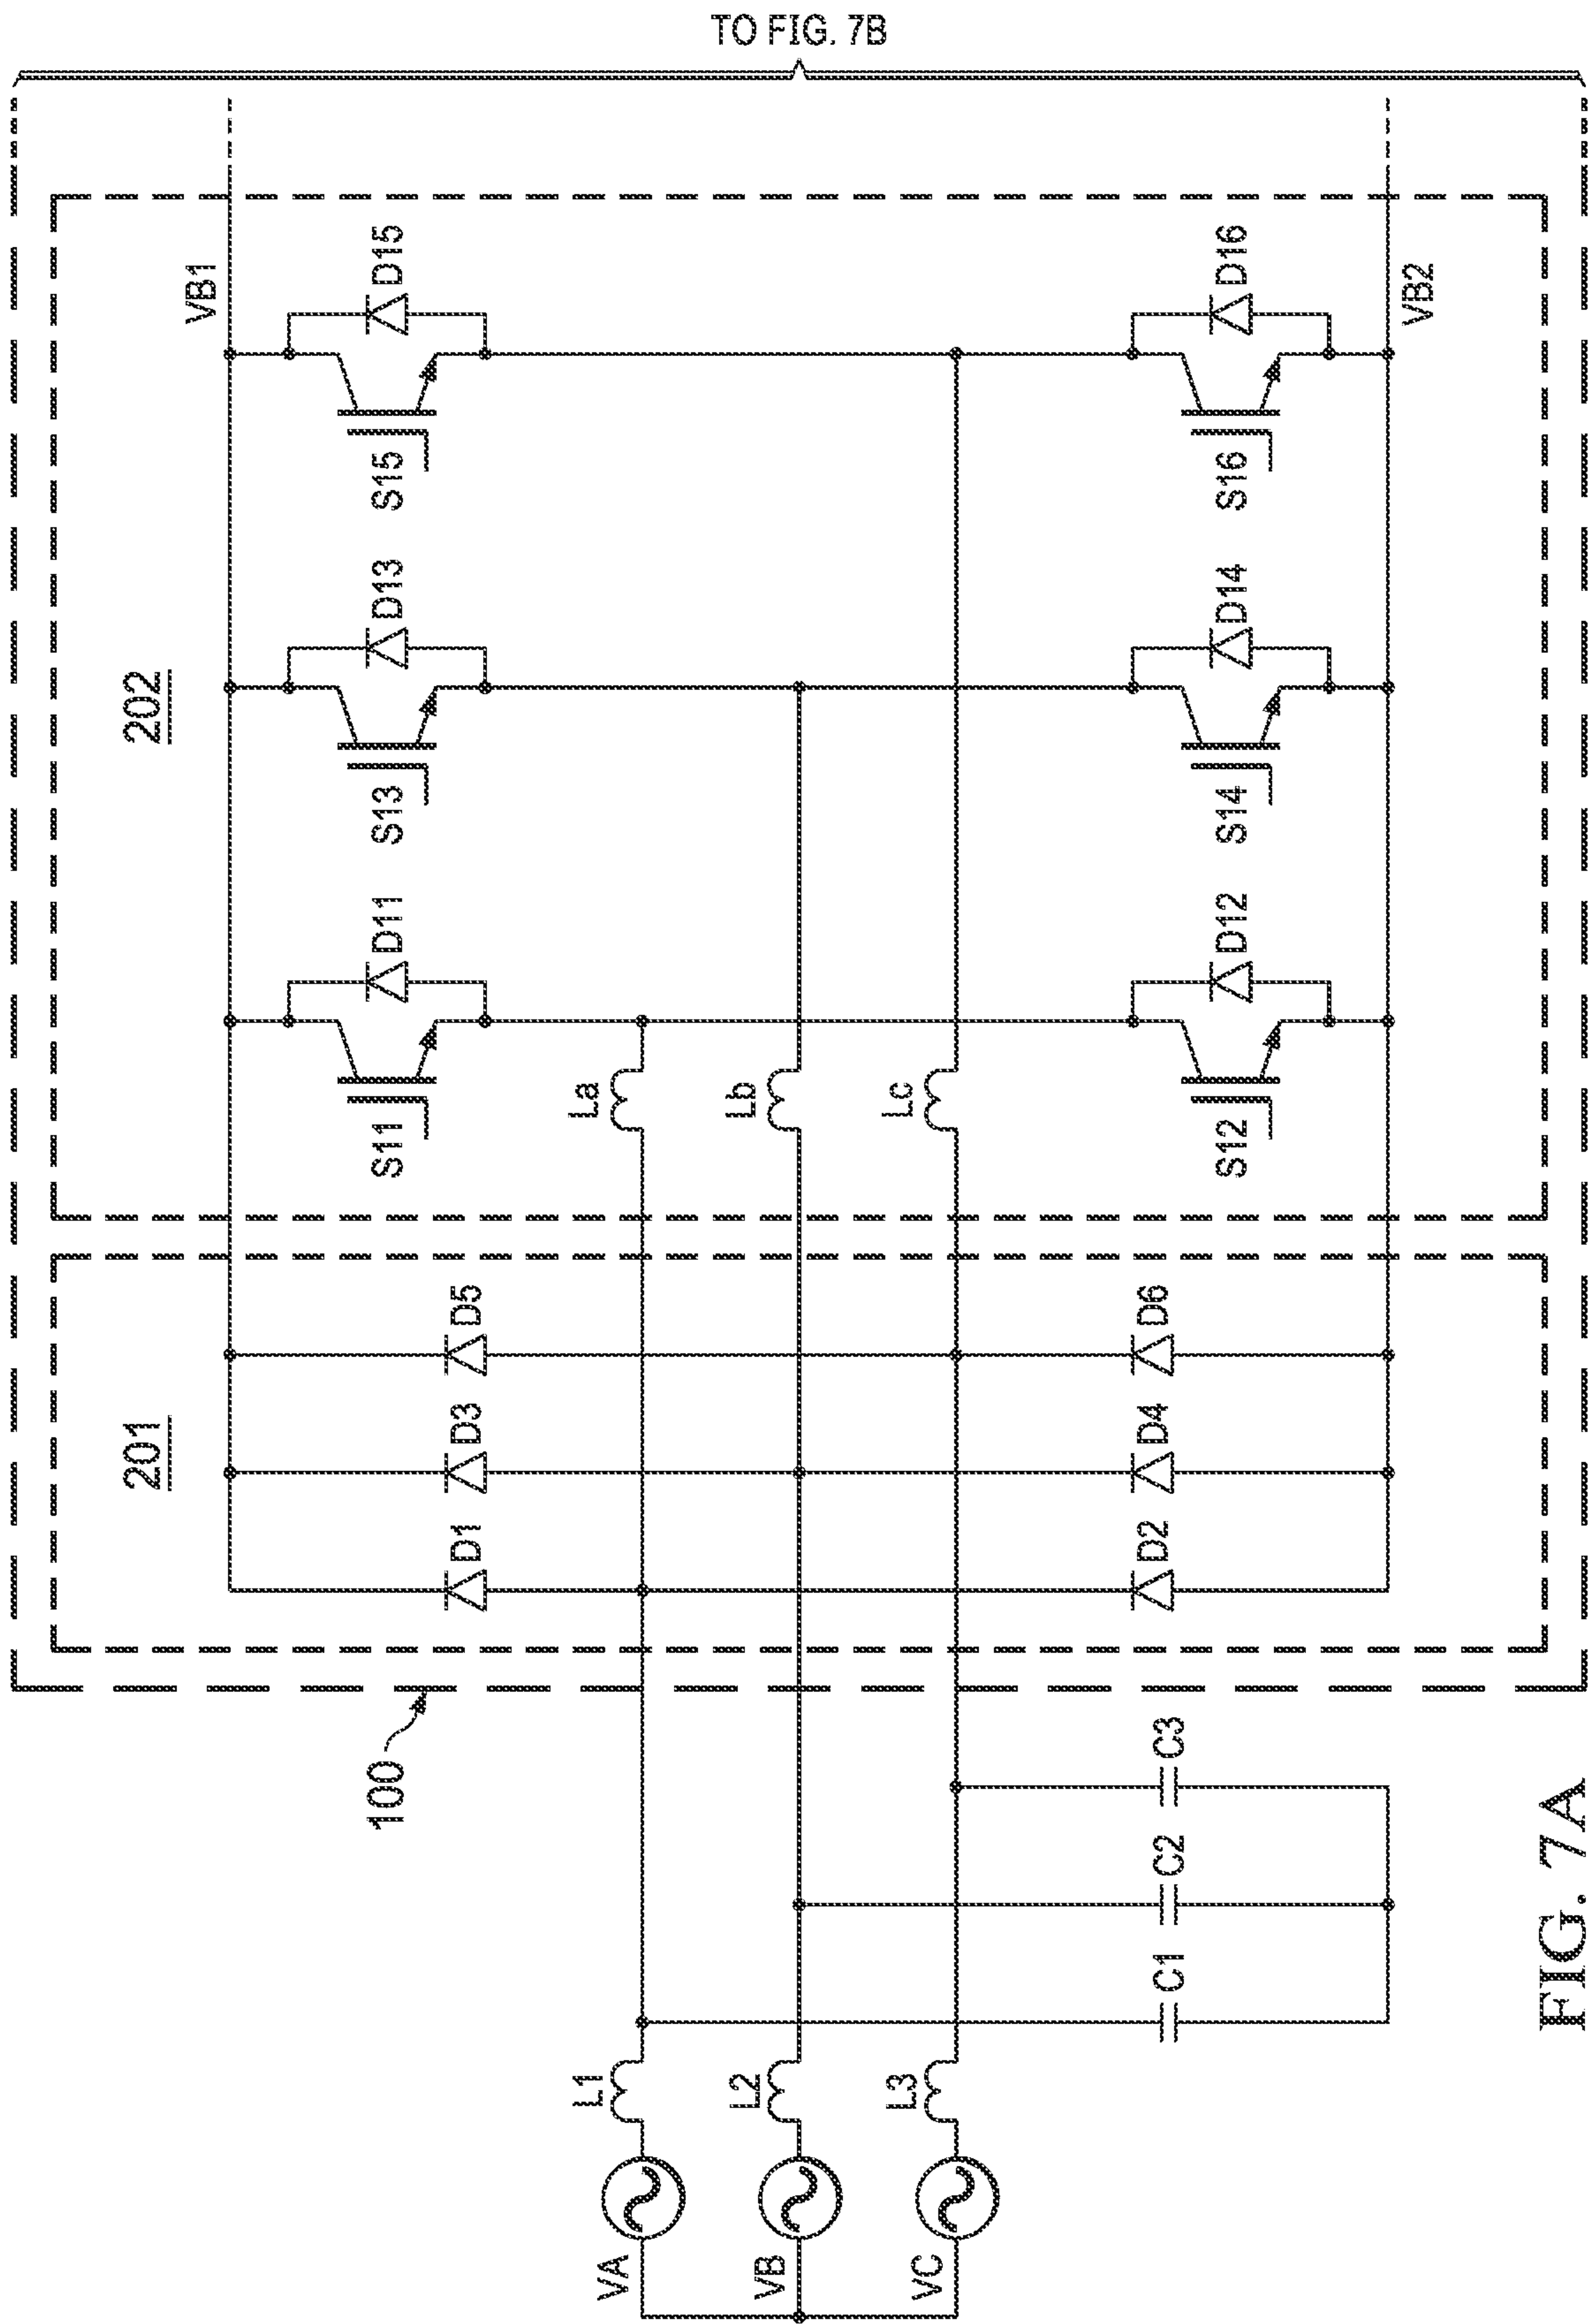 TO FIG. 7B
VB1
202
D15
S15
D13
S13
D11
S11
La
Lb
Lc
D16
S16
D14
S14
D12
S12
VB2
201
D5
D3
D1
D6
D4
D2
100
C3
C2
C1
L1
L2
L3
VA
VB
VC
FIG. 7A